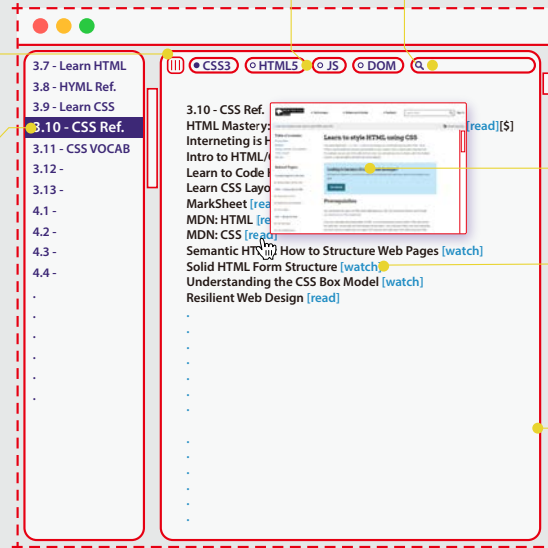 3.7 - Learn HTML
3.8 - HYML Ref.
3.9 - Learn CSS
3.10 - CSS Ref.
3.11 - CSS VOCAB
3.12 -
3.13 -
4.1 -
4.2 -
4.3 -
4.4 -
CSS3 HTML5 JS DOM
3.10 - CSS Ref.
HTML Mastery: [read][$]
Interneting is
Intro to HTML/
Learn to Code
Learn CSS Layo
MarkSheet [rea
MDN: HTML [re
MDN: CSS [read]
Semantic HT How to Structure Web Pages [watch]
Solid HTML Form Structure [watch]
Understanding the CSS Box Model [watch]
Resilient Web Design [read]
Learn to style HTML using CSS
Prerequisites